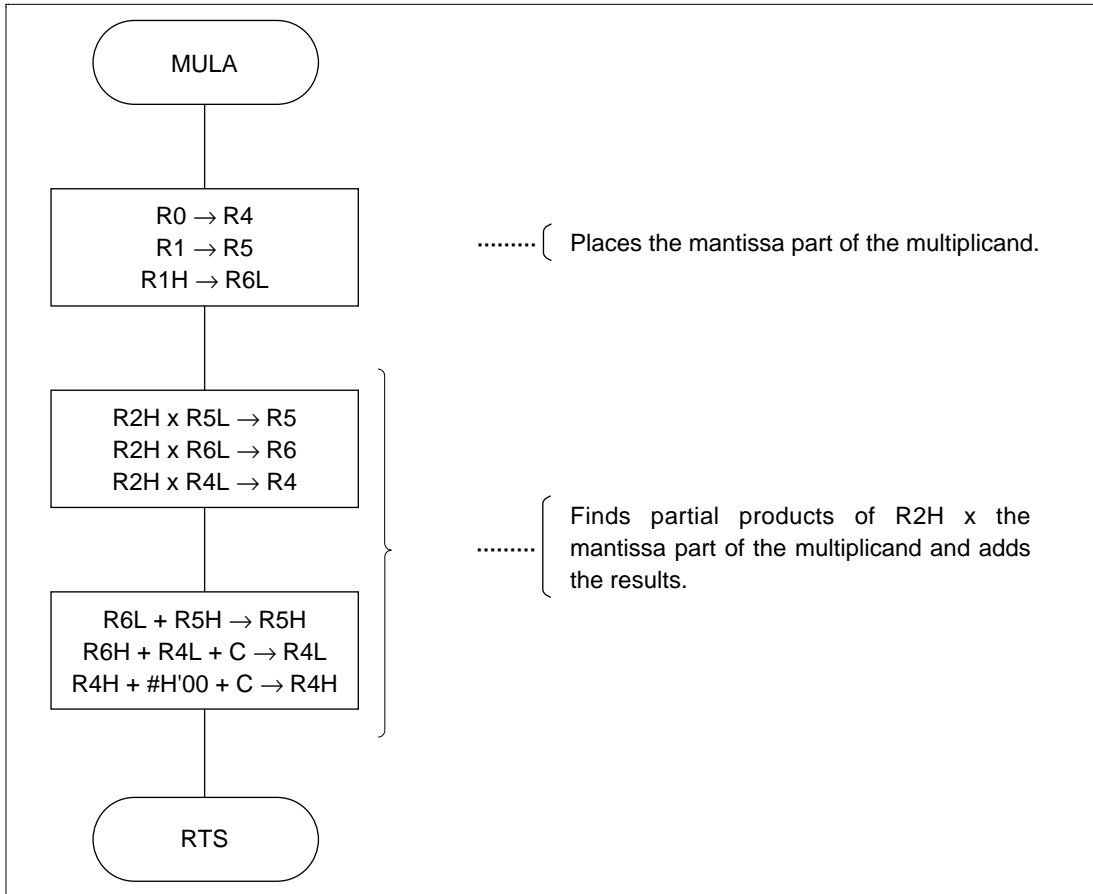 MULA
R0 → R4
R1 → R5
R1H → R6L
Places the mantissa part of the multiplicand.
R2H x R5L → R5
R2H x R6L → R6
R2H x R4L → R4
Finds partial products of R2H x the
mantissa part of the multiplicand and adds
the results.
R6L + R5H → R5H
R6H + R4L + C → R4L
R4H + #H'00 + C → R4H
RTS